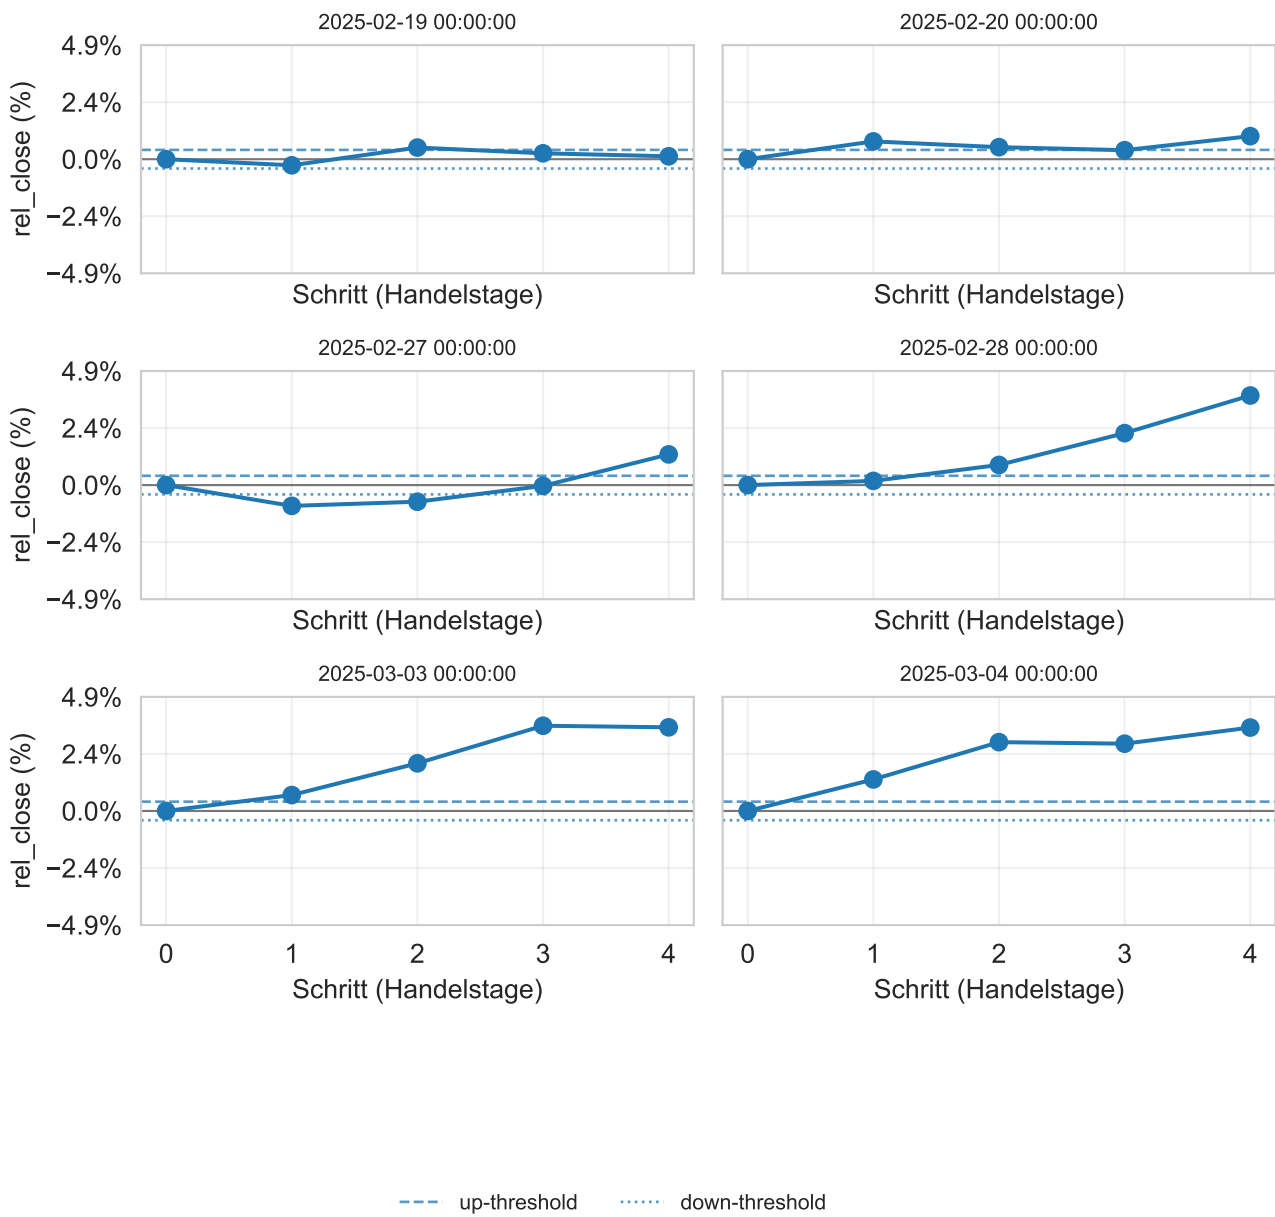 2025-02-19 00:00:00
2025-02-20 00:00:00
4.9%
2.4%
0.0%
−2.4%
−4.9%
rel_close (%)
Schritt (Handelstage)
Schritt (Handelstage)
2025-02-27 00:00:00
2025-02-28 00:00:00
4.9%
2.4%
0.0%
−2.4%
−4.9%
rel_close (%)
Schritt (Handelstage)
Schritt (Handelstage)
2025-03-03 00:00:00
2025-03-04 00:00:00
4.9%
2.4%
0.0%
−2.4%
−4.9%
rel_close (%)
0 1 2 3 4
0 1 2 3 4
Schritt (Handelstage)
Schritt (Handelstage)
up-threshold
down-threshold